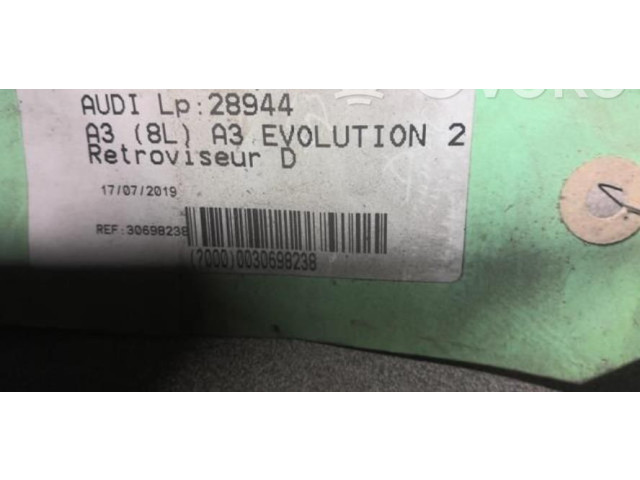 AUDI Lp:28944
A3 (8L) A3 EVOLUTION 2
Retroviseur D
17/07/2019
REF:30698238
(7000)0030698238